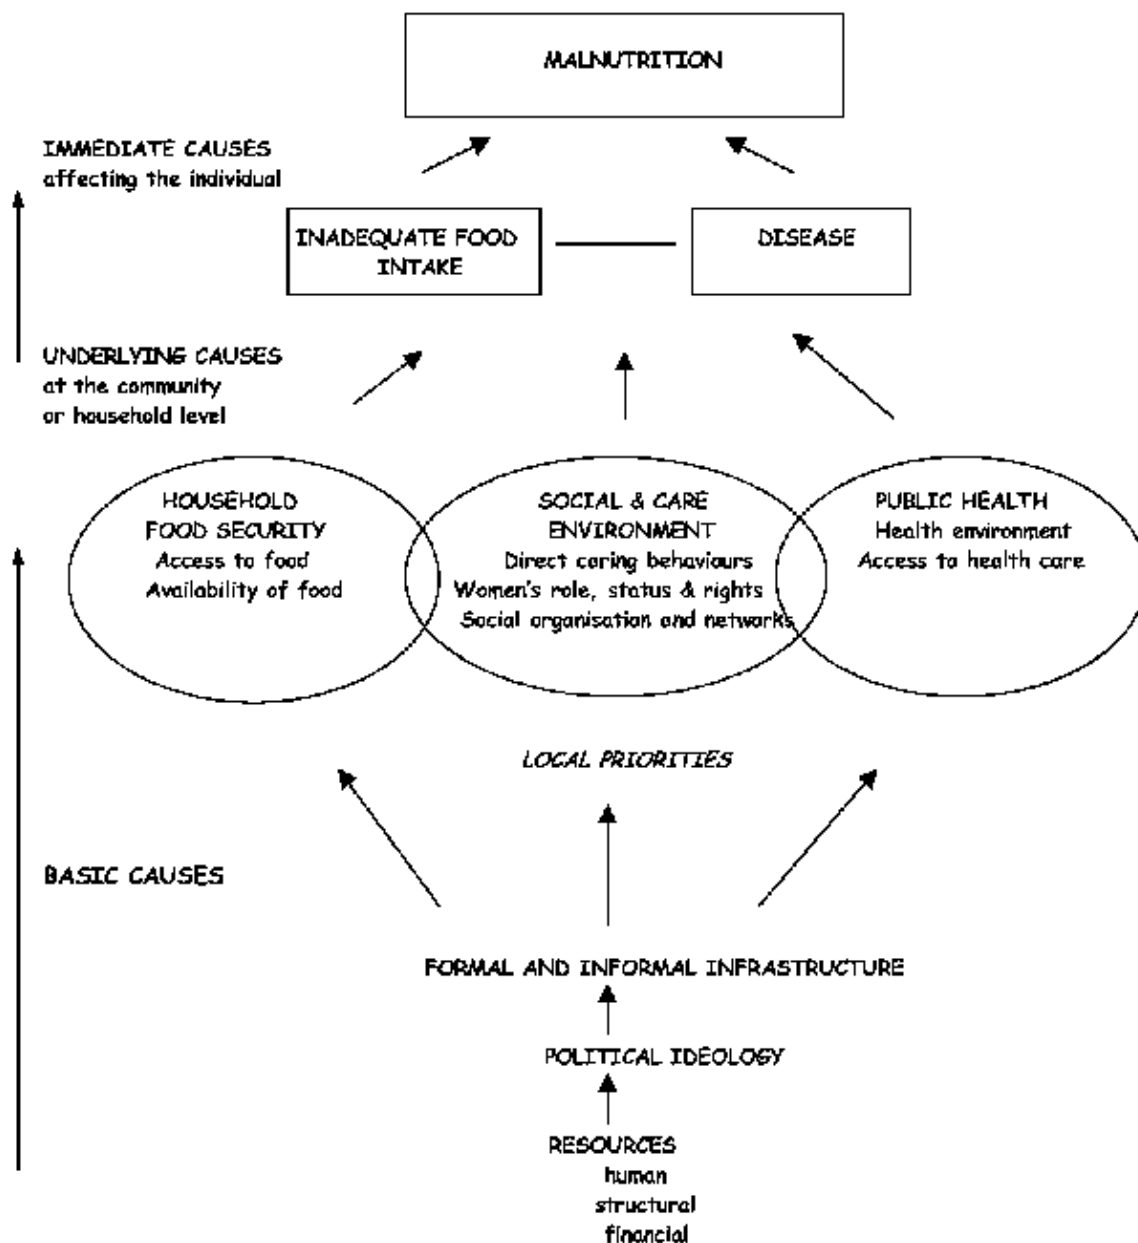 MALNUTRITION
IMMEDIATE CAUSES
affecting the individual
INADEQUATE FOOD
INTAKE
DISEASE
UNDERLYING CAUSES
at the community
or household level
HOUSEHOLD
FOOD SECURITY
Access to food
Availability of food
SOCIAL & CARE
ENVIRONMENT
Direct caring behaviours
Women's role, status & rights
Social organisation and networks
PUBLIC HEALTH
Health environment
Access to health care
LOCAL PRIORITIES
BASIC CAUSES
FORMAL AND INFORMAL INFRASTRUCTURE
POLITICAL IDEOLOGY
RESOURCES
human
structural
financial